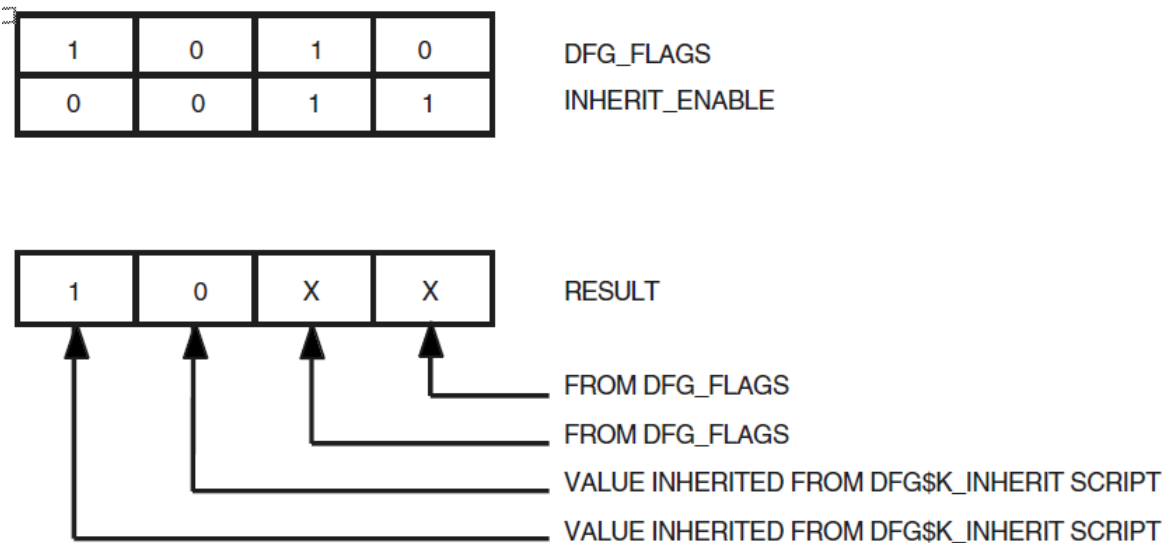 1 0 1 0 DFG_FLAGS
0 0 1 1 INHERIT_ENABLE
1 0 X X RESULT
FROM DFG_FLAGS
FROM DFG_FLAGS
VALUE INHERITED FROM DFG$K_INHERIT SCRIPT
VALUE INHERITED FROM DFG$K_INHERIT SCRIPT